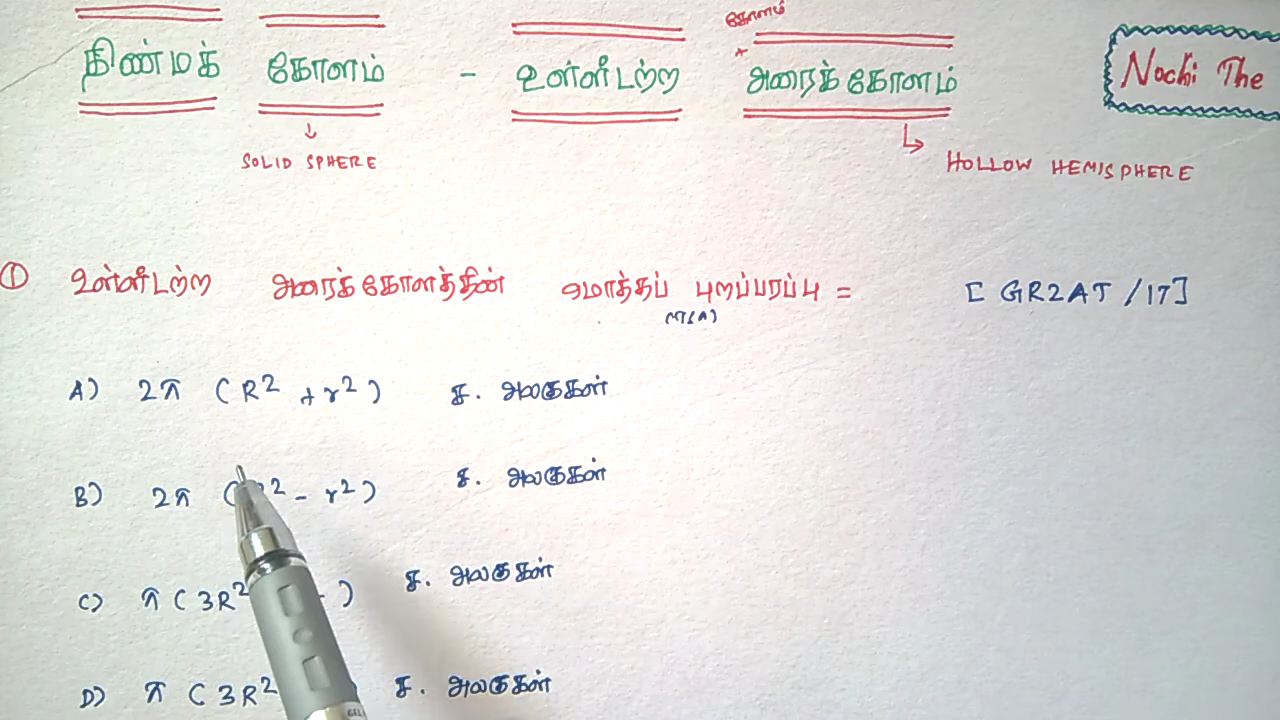 கோளம்
திண்மக் கோளம் - உள்ளீடற்ற அரைக்கோளம்
Nochi The
SOLID SPHERE
HOLLOW HEMISPHERE
① உள்ளீடற்ற அரைக்கோளத்தின் மொத்தப் புறப்பரப்பு = [ GR2AT /17]
A) 2π (R² + r²) ச. அலகுகள்
B) 2π ( ² - r²) ச. அலகுகள்
C) π ( 3R² ) ச. அலகுகள்
D) π ( 3R² ச. அலகுகள்